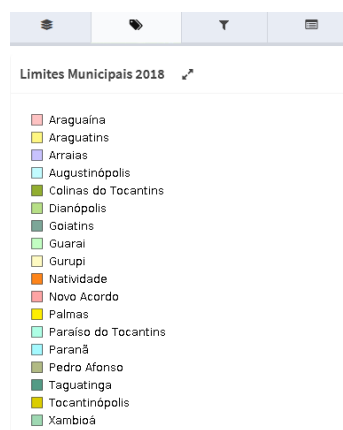 Limites Municipais 2018
Araguaína
Araguatins
Arraias
Augustinópolis
Colinas do Tocantins
Dianópolis
Goiatins
Guarai
Gurupi
Natividade
Novo Acordo
Palmas
Paraíso do Tocantins
Paranã
Pedro Afonso
Taguatinga
Tocantinópolis
Xambioá